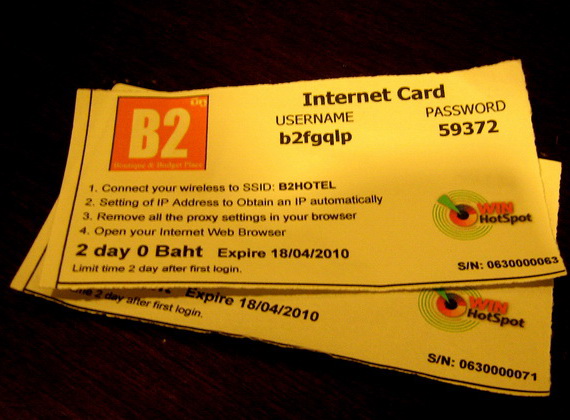 B2
Boutique & Budget Place
Internet Card
USERNAME
PASSWORD
b2fgqlp
59372
1. Connect your wireless to SSID: B2HOTEL
2. Setting of IP Address to Obtain an IP automatically
3. Remove all the proxy settings in your browser
4. Open your Internet Web Browser
WIN
HotSpot
2 day 0 Baht Expire 18/04/2010
Limit time 2 day after first login.
S/N: 0630000063
Expire 18/04/2010
time 2 day after first login.
WIN
HotSpot
S/N: 0630000071